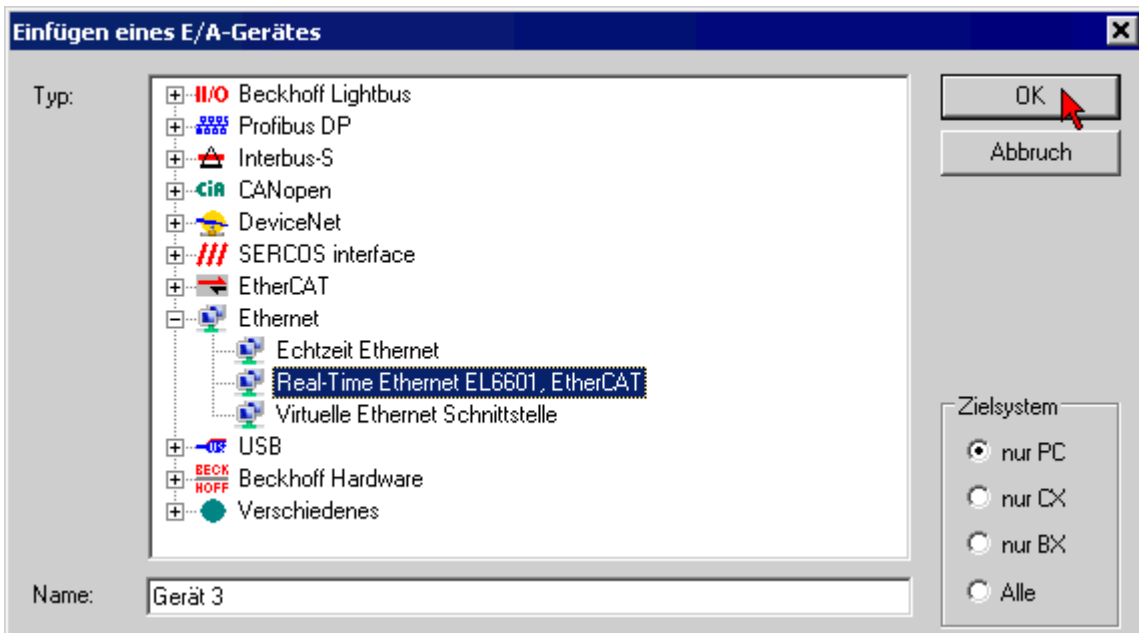 Einfügen eines E/A-Gerätes
Typ:
II/O Beckhoff Lightbus
Profibus DP
Interbus-S
CiA CANopen
DeviceNet
SERCOS interface
EtherCAT
Ethernet
Echtzeit Ethernet
Real-Time Ethernet EL6601, EtherCAT
Virtuelle Ethernet Schnittstelle
USB USB
BECK
HOFF Beckhoff Hardware
Verschiedenes
OK
Abbruch
Zielsystem
nur PC
nur CX
nur BX
Alle
Name:
Gerät 3